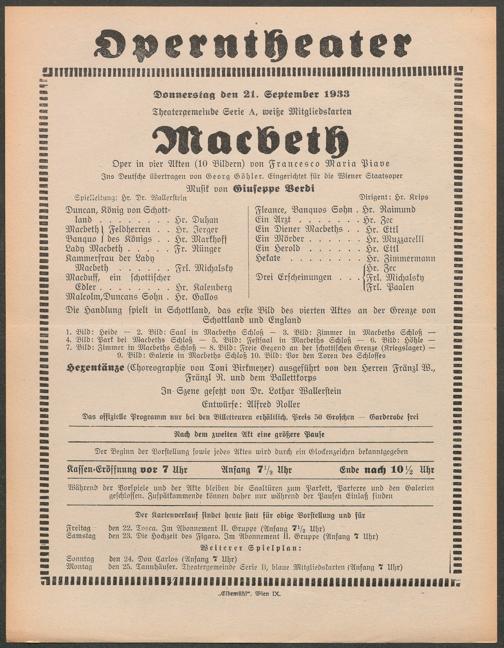 Operntheater
Donnerstag den 21. September 1933
Theatergemeinde Serie A, weiße Mitgliedskarten
Macbeth
Oper in vier Akten (10 Bildern) von Francesco Maria Piave
Ins Deutsche übertragen von Georg Göhler. Eingerichtet für die Wiener Staatsoper
Musik von Giuseppe Verdi
Spielleitung: Hr. Dr. Wallerstein
Dirigent: Hr. Krips
Duncan, König von Schott-
land . . . . . . . . Hr. Duhan
Macbeth } Feldherren . . Hr. Jerger
Banquo } des Königs . . Hr. Markhoff
Lady Macbeth . . . . . Fr. Rünger
Kammerfrau der Lady
Macbeth . . . . . . Frl. Michalsky
Macduff, ein schottischer
Edler . . . . . . . . Hr. Kalenberg
Malcolm, Duncans Sohn . Hr. Gallos
Fleance, Banquos Sohn . Hr. Raimund
Ein Arzt . . . . . . . Hr. Zec
Ein Diener Macbeths . . Hr. Ettl
Ein Mörder . . . . . . Hr. Muzzarelli
Ein Herold . . . . . . Hr. Ettl
Hekate . . . . . . . . Hr. Zimmermann
Drei Erscheinungen . . . { Hr. Zec
Frl. Michalsky
Frl. Paalen
Die Handlung spielt in Schottland, das erste Bild des vierten Aktes an der Grenze von
Schottland und England
1. Bild: Heide — 2. Bild: Saal in Macbeths Schloß — 3. Bild: Zimmer in Macbeths Schloß —
4. Bild: Park bei Macbeths Schloß — 5. Bild: Festsaal in Macbeths Schloß — 6. Bild: Höhle —
7. Bild: Zimmer in Macbeths Schloß — 8. Bild: Freie Gegend an der schottischen Grenze (Kriegslager) —
9. Bild: Galerie in Macbeths Schloß 10. Bild: Vor den Toren des Schlosses
Hexentänze (Choreographie von Toni Birkmeyer) ausgeführt von den Herren Fränzl W.,
Fränzl R. und dem Ballettkorps
In Szene gesetzt von Dr. Lothar Wallerstein
Entwürfe: Alfred Roller
Das offizielle Programm nur bei den Billetteuren erhältlich. Preis 50 Groschen — Garderobe frei
Nach dem zweiten Akt eine größere Pause
Der Beginn der Vorstellung sowie jedes Aktes wird durch ein Glockenzeichen bekanntgegeben
Kassen-Eröffnung vor 7 Uhr Anfang 7½ Uhr Ende nach 10½ Uhr
Während der Vorspiele und der Akte bleiben die Saaltüren zum Parkett, Parterre und den Galerien
geschlossen. Zuspätkommende können daher nur während der Pausen Einlaß finden
Der Kartenverkauf findet heute statt für obige Vorstellung und für
Freitag den 22. Tosca. Im Abonnement II. Gruppe (Anfang 7½ Uhr)
Samstag den 23. Die Hochzeit des Figaro. Im Abonnement II. Gruppe (Anfang 7 Uhr)
Weiterer Spielplan:
Sonntag den 24. Don Carlos (Anfang 7 Uhr)
Montag den 25. Tannhäuser. Theatergemeinde Serie B, blaue Mitgliedskarten (Anfang 7 Uhr)
„Elbemühl", Wien IX.